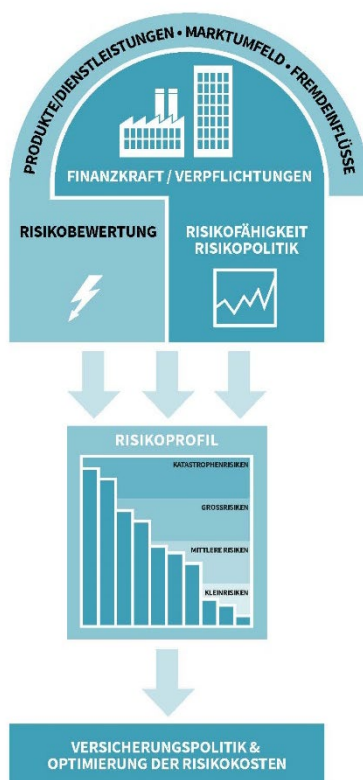 PRODUKTE/DIENSTLEISTUNGEN • MARKTUMFELD • FREMDEINFLÜSSE
FINANZKRAFT / VERPFLICHTUNGEN
RISIKOBEWERTUNG
RISIKOFÄHIGKEIT
RISIKOPOLITIK
RISIKOPROFIL
KATASTROPHENRISIKEN
GROSSRISIKEN
MITTLERE RISIKEN
KLEINRISIKEN
VERSICHERUNGSPOLITIK &
OPTIMIERUNG DER RISIKOKOSTEN